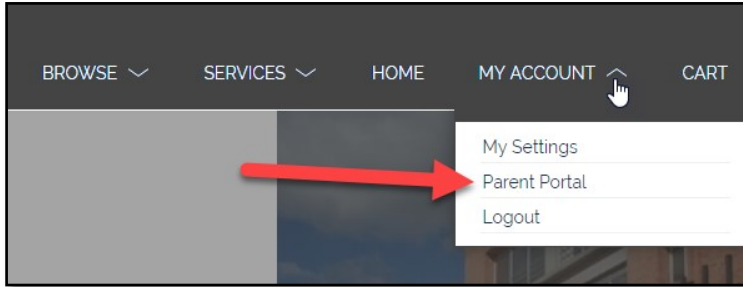 BROWSE SERVICES HOME MY ACCOUNT CART
My Settings
Parent Portal
Logout